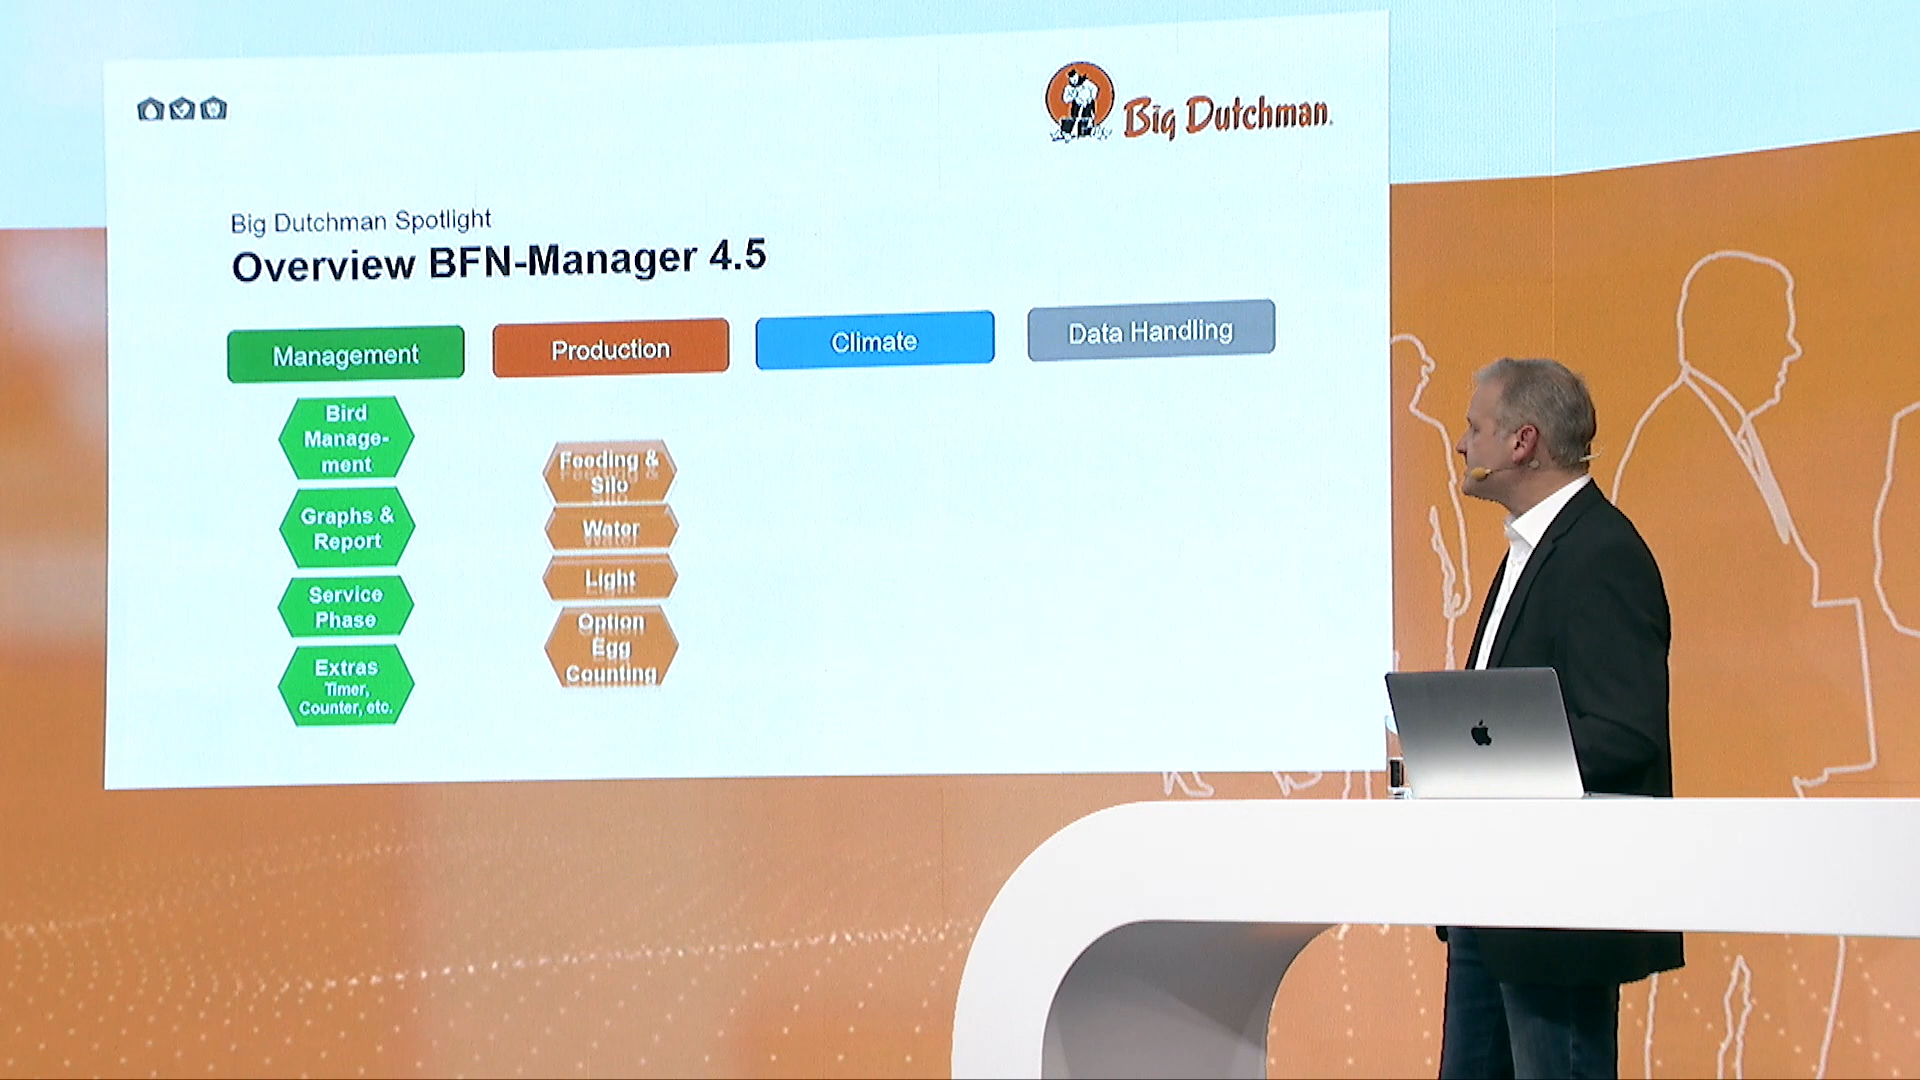 Big Dutchman.
Big Dutchman Spotlight
Overview BFN-Manager 4.5
Management
Production
Climate
Data Handling
Bird
Manage-
ment
Graphs &
Report
Service
Phase
Extras
Timer,
Counter, etc.
Feeding &
Silo
Water
Light
Option
Egg
Counting